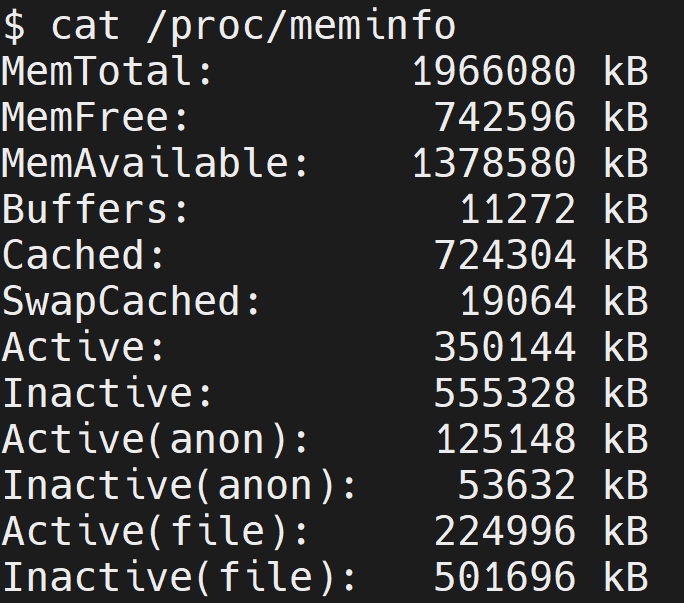 $ cat /proc/meminfo
MemTotal:        1966080 kB
MemFree:          742596 kB
MemAvailable:    1378580 kB
Buffers:           11272 kB
Cached:           724304 kB
SwapCached:        19064 kB
Active:           350144 kB
Inactive:         555328 kB
Active(anon):     125148 kB
Inactive(anon):    53632 kB
Active(file):     224996 kB
Inactive(file):   501696 kB